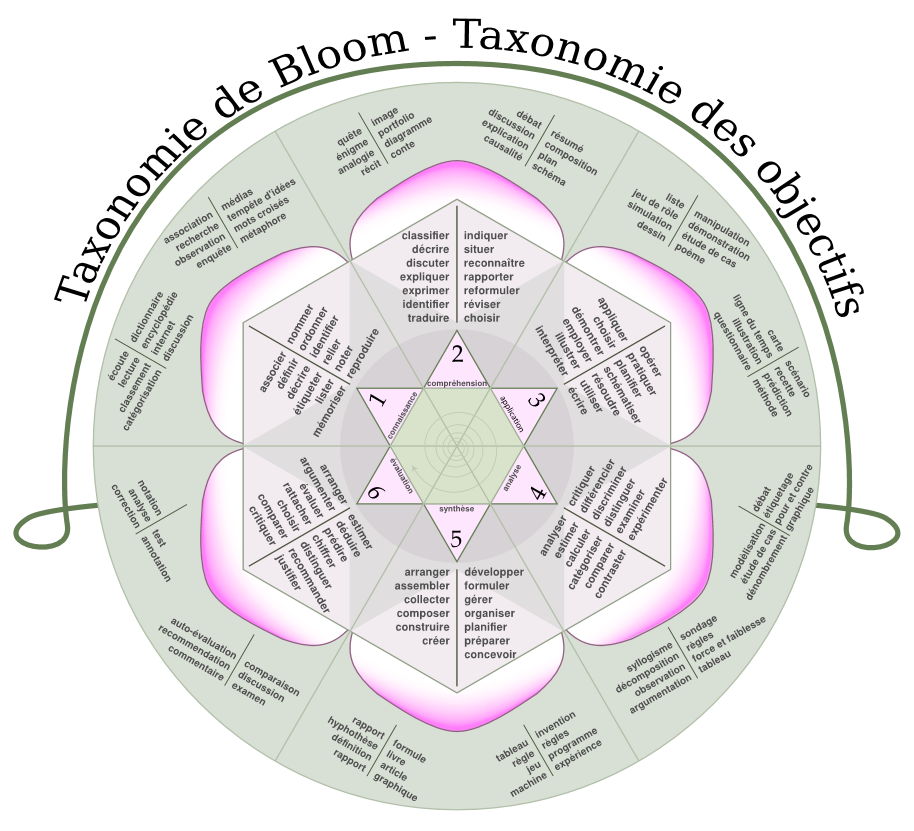 Taxonomie de Bloom - Taxonomie des objectifs
1
connaissance
associer
définir
décrire
étiqueter
lister
mémoriser
nommer
ordonner
identifier
relier
noter
reproduire
écoute
lecture
classement
catégorisation
dictionnaire
encyclopédie
internet
discussion
association
recherche
observation
enquête
médias
tempête d'idées
mots croisés
métaphore
2
compréhension
classifier
décrire
discuter
expliquer
exprimer
identifier
traduire
indiquer
situer
reconnaître
rapporter
reformuler
réviser
choisir
quête
énigme
analogie
récit
image
portfolio
diagramme
conte
débat
discussion
explication
causalité
résumé
composition
plan
schéma
3
application
appliquer
choisir
démontrer
employer
illustrer
interpréter
opérer
pratiquer
planifier
schématiser
résoudre
utiliser
écrire
liste
jeu de rôle
simulation
dessin
manipulation
démonstration
étude de cas
poème
ligne du temps
illustration
questionnaire
carte
scénario
recette
prédiction
méthode
4
analyse
analyser
estimer
calculer
catégoriser
comparer
contraster
critiquer
différencier
discriminer
distinguer
examiner
expérimenter
débat
étiquetage
pour et contre
graphique
modélisation
étude de cas
dénombrement
syllogisme
décomposition
observation
argumentation
sondage
règles
force et faiblesse
tableau
5
synthèse
arranger
assembler
collecter
composer
construire
créer
développer
formuler
gérer
organiser
planifier
préparer
concevoir
tableau
règle
jeu
machine
invention
règles
programme
expérience
rapport
hyphothèse
définition
rapport
formule
livre
article
graphique
6
évaluation
arranger
argumenter
évaluer
rattacher
choisir
comparer
critiquer
estimer
déduire
prédire
chiffrer
distinguer
recommander
justifier
auto-évaluation
recommendation
commentaire
comparaison
discussion
examen
notation
analyse
correction
test
annotation